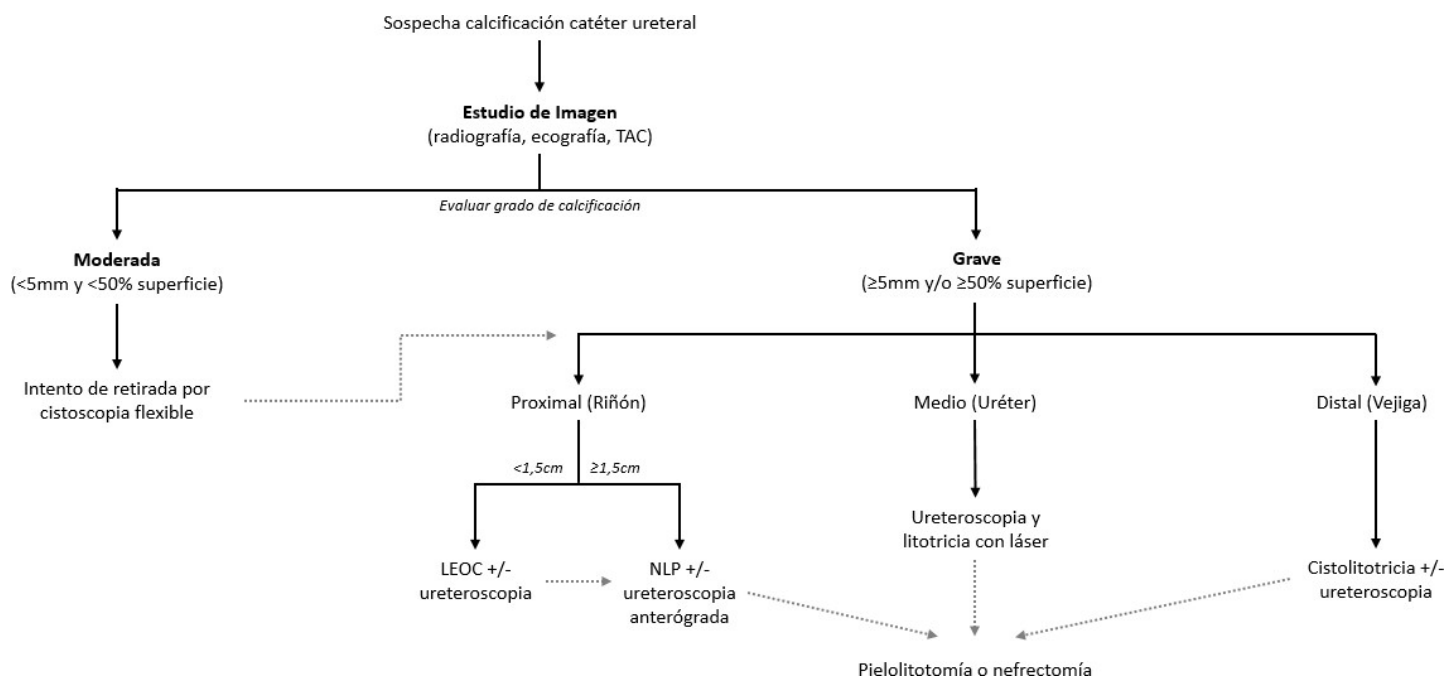 Sospecha calcificación catéter ureteral
Estudio de Imagen
(radiografía, ecografía, TAC)
Evaluar grado de calcificación
Moderada
(<5mm y <50% superficie)
Grave
(≥5mm y/o ≥50% superficie)
Intento de retirada por
cistoscopia flexible
Proximal (Riñón)
Medio (Uréter)
Distal (Vejiga)
<1,5cm
≥1,5cm
Ureteroscopia y
litotricia con láser
LEOC +/-
ureteroscopia
NLP +/-
ureteroscopia
anterógrada
Cistolitotricia +/-
ureteroscopia
Pielolitotomía o nefrectomía